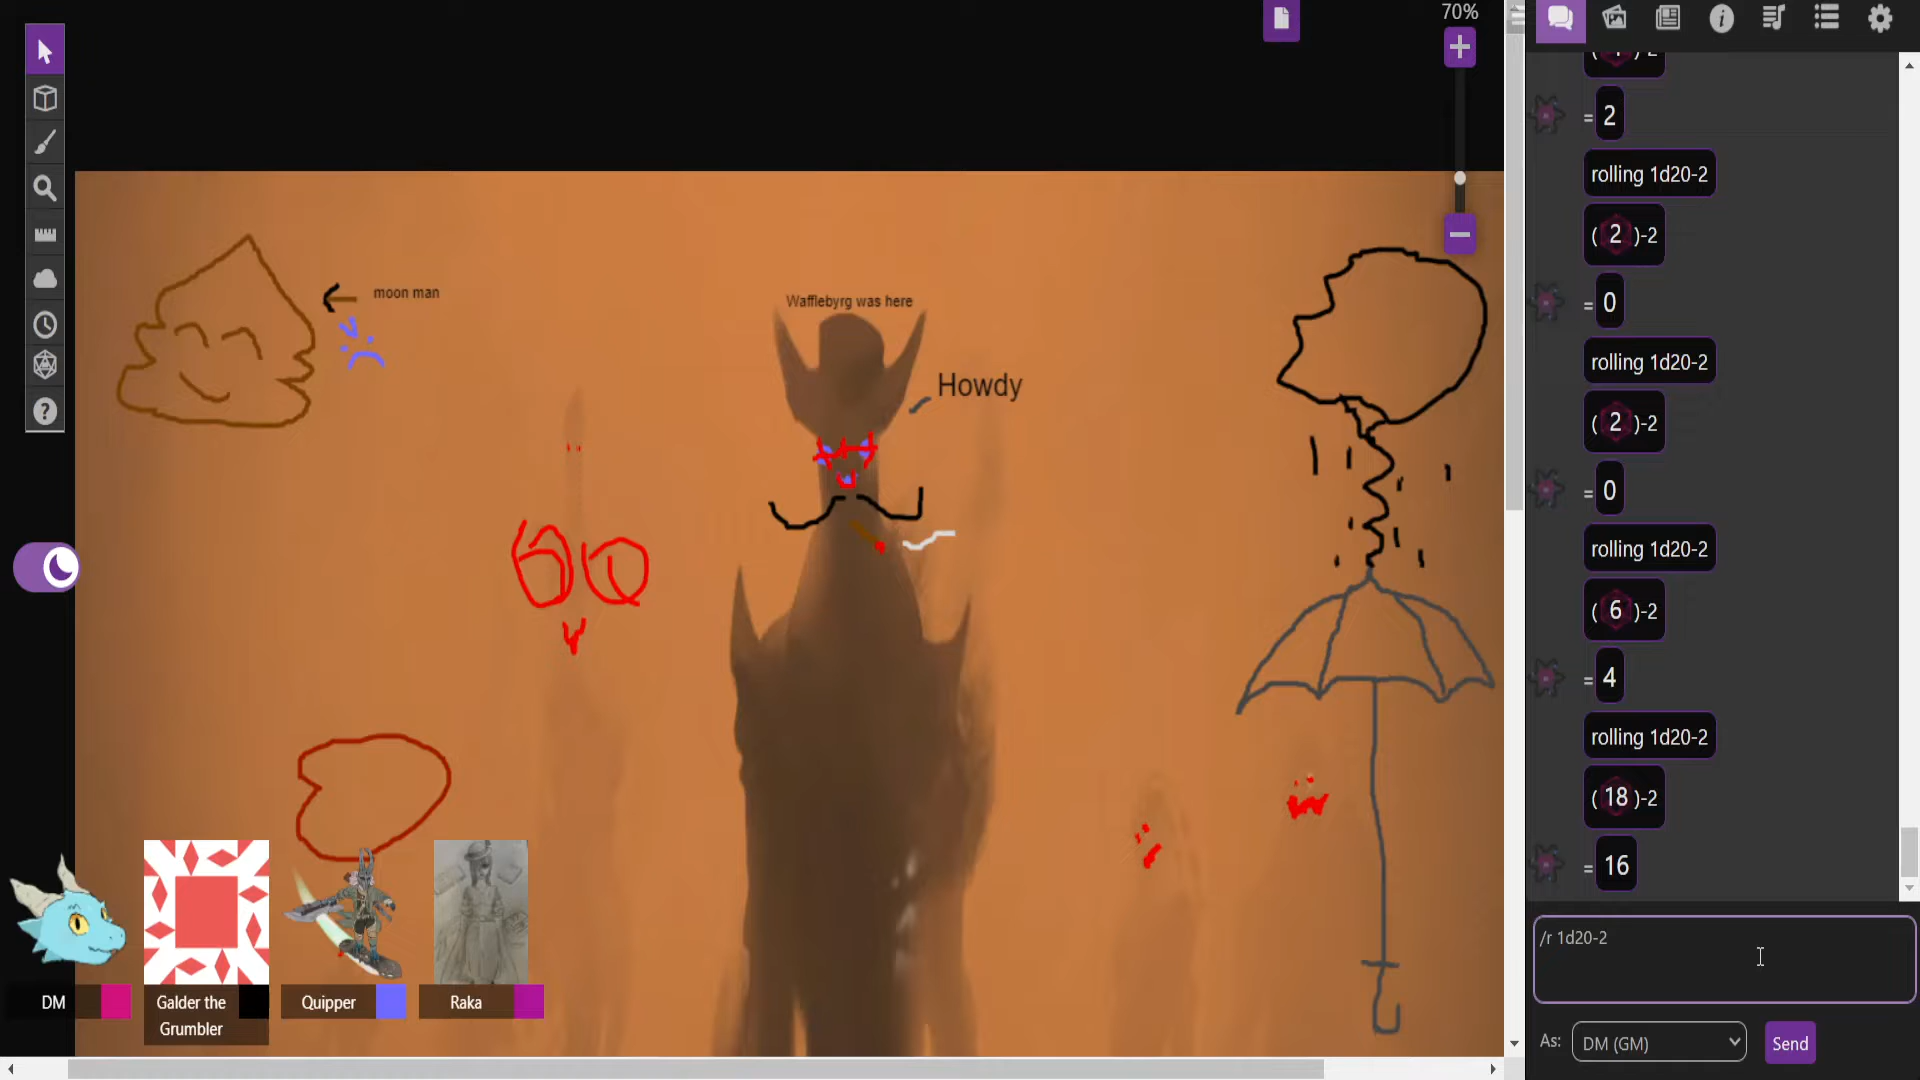 70%
moon man
Wafflebyrg was here
Howdy
DM
Galder the
Grumbler
Quipper
Raka
= 2
rolling 1d20-2
(2)-2
= 0
rolling 1d20-2
(2)-2
= 0
rolling 1d20-2
(6)-2
= 4
rolling 1d20-2
(18)-2
= 16
/r 1d20-2
As:
DM (GM)
Send